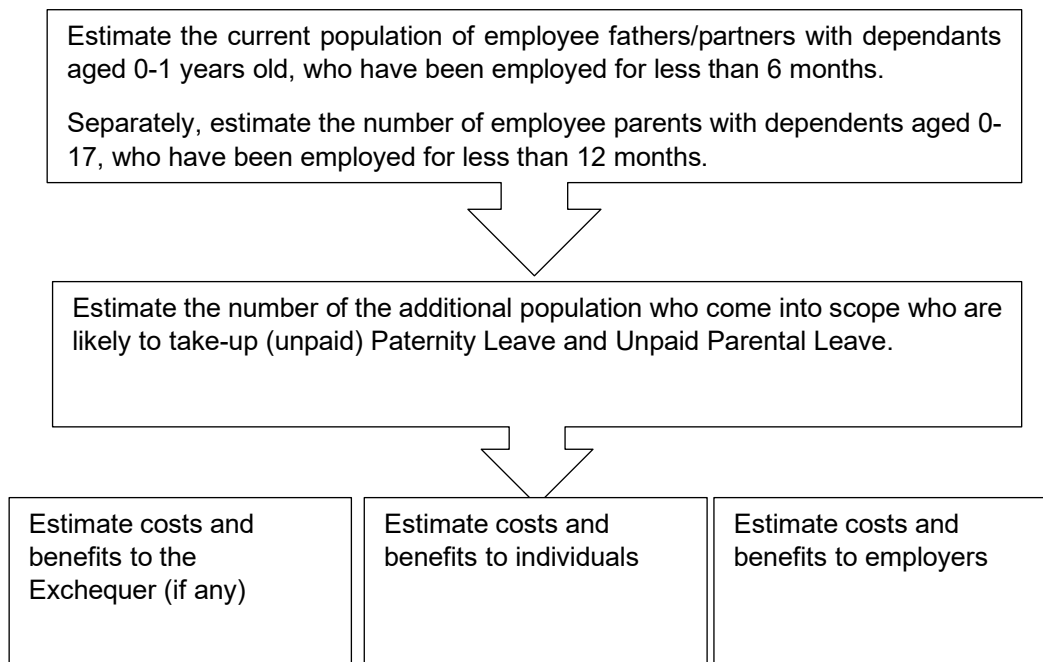 Estimate the current population of employee fathers/partners with dependants
aged 0-1 years old, who have been employed for less than 6 months.
Separately, estimate the number of employee parents with dependents aged 0-
17, who have been employed for less than 12 months.
Estimate the number of the additional population who come into scope who are
likely to take-up (unpaid) Paternity Leave and Unpaid Parental Leave.
Estimate costs and
benefits to the
Exchequer (if any)
Estimate costs and
benefits to individuals
Estimate costs and
benefits to employers